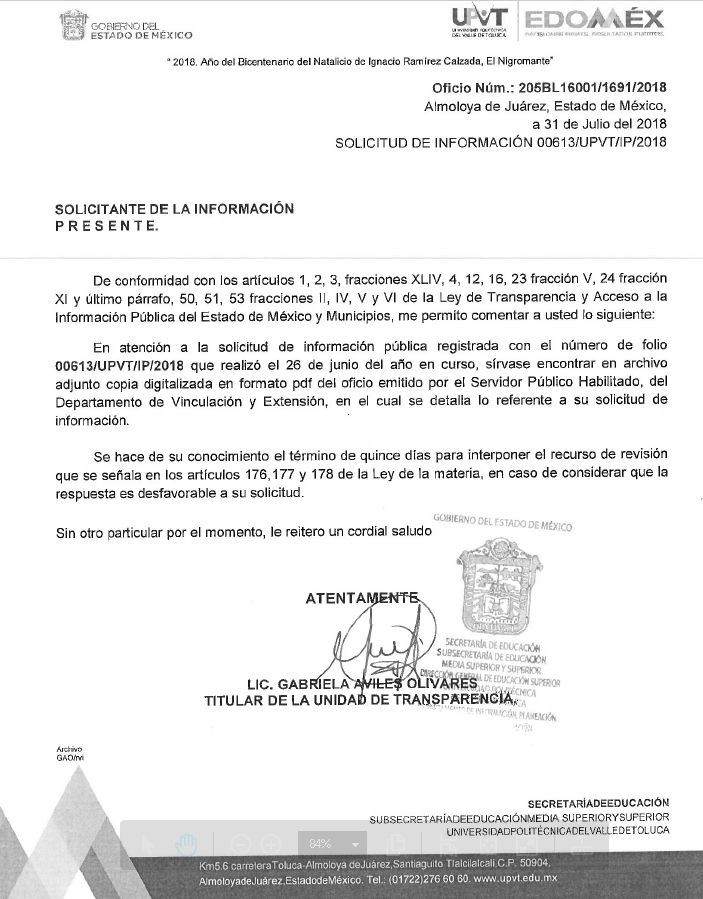 GOBIERNO DEL
ESTADO DE MÉXICO
UPVT
UNIVERSIDAD POLITÉCNICA
DEL VALLE DE TOLUCA
EDOMÉX
DECISIONES FIRMES, RESULTADOS FUERTES.
" 2018. Año del Bicentenario del Natalicio de Ignacio Ramírez Calzada, El Nigromante"
Oficio Núm.: 205BL16001/1691/2018
Almoloya de Juárez, Estado de México,
a 31 de Julio del 2018
SOLICITUD DE INFORMACIÓN 00613/UPVT/IP/2018
SOLICITANTE DE LA INFORMACIÓN
P R E S E N T E.
De conformidad con los artículos 1, 2, 3, fracciones XLIV, 4, 12, 16, 23 fracción V, 24 fracción
XI y último párrafo, 50, 51, 53 fracciones II, IV, V y VI de la Ley de Transparencia y Acceso a la
Información Pública del Estado de México y Municipios, me permito comentar a usted lo siguiente:
En atención a la solicitud de información pública registrada con el número de folio
00613/UPVT/IP/2018 que realizó el 26 de junio del año en curso, sírvase encontrar en archivo
adjunto copia digitalizada en formato pdf del oficio emitido por el Servidor Público Habilitado, del
Departamento de Vinculación y Extensión, en el cual se detalla lo referente a su solicitud de
información.
Se hace de su conocimiento el término de quince días para interponer el recurso de revisión
que se señala en los artículos 176,177 y 178 de la Ley de la materia, en caso de considerar que la
respuesta es desfavorable a su solicitud.
Sin otro particular por el momento, le reitero un cordial saludo
GOBIERNO DEL ESTADO DE MÉXICO
ATENTAMENTE
SECRETARÍA DE EDUCACIÓN
SUBSECRETARÍA DE EDUCACIÓN
MEDIA SUPERIOR Y SUPERIOR
DIRECCIÓN GENERAL DE EDUCACIÓN SUPERIOR
LIC. GABRIELA AVILES OLIVARES
TITULAR DE LA UNIDAD DE TRANSPARENCIA
DE INFORMACIÓN, PLANEACIÓN
Archivo
GAO/rvi
SECRETARÍADEEDUCACIÓN
SUBSECRETARÍADEEDUCACIÓNMEDIA SUPERIORYSUPERIOR
UNIVERSIDADPOLITÉCNICADELVALLEDETOLUCA
84%
Km5.6 carreteraToluca-Almoloya deJuárez,Santiaguito Tlalcilalcali,C.P. 50904,
AlmoloyadeJuárez,EstadodeMéxico. Tel.: (01722)276 60 60. www.upvt.edu.mx